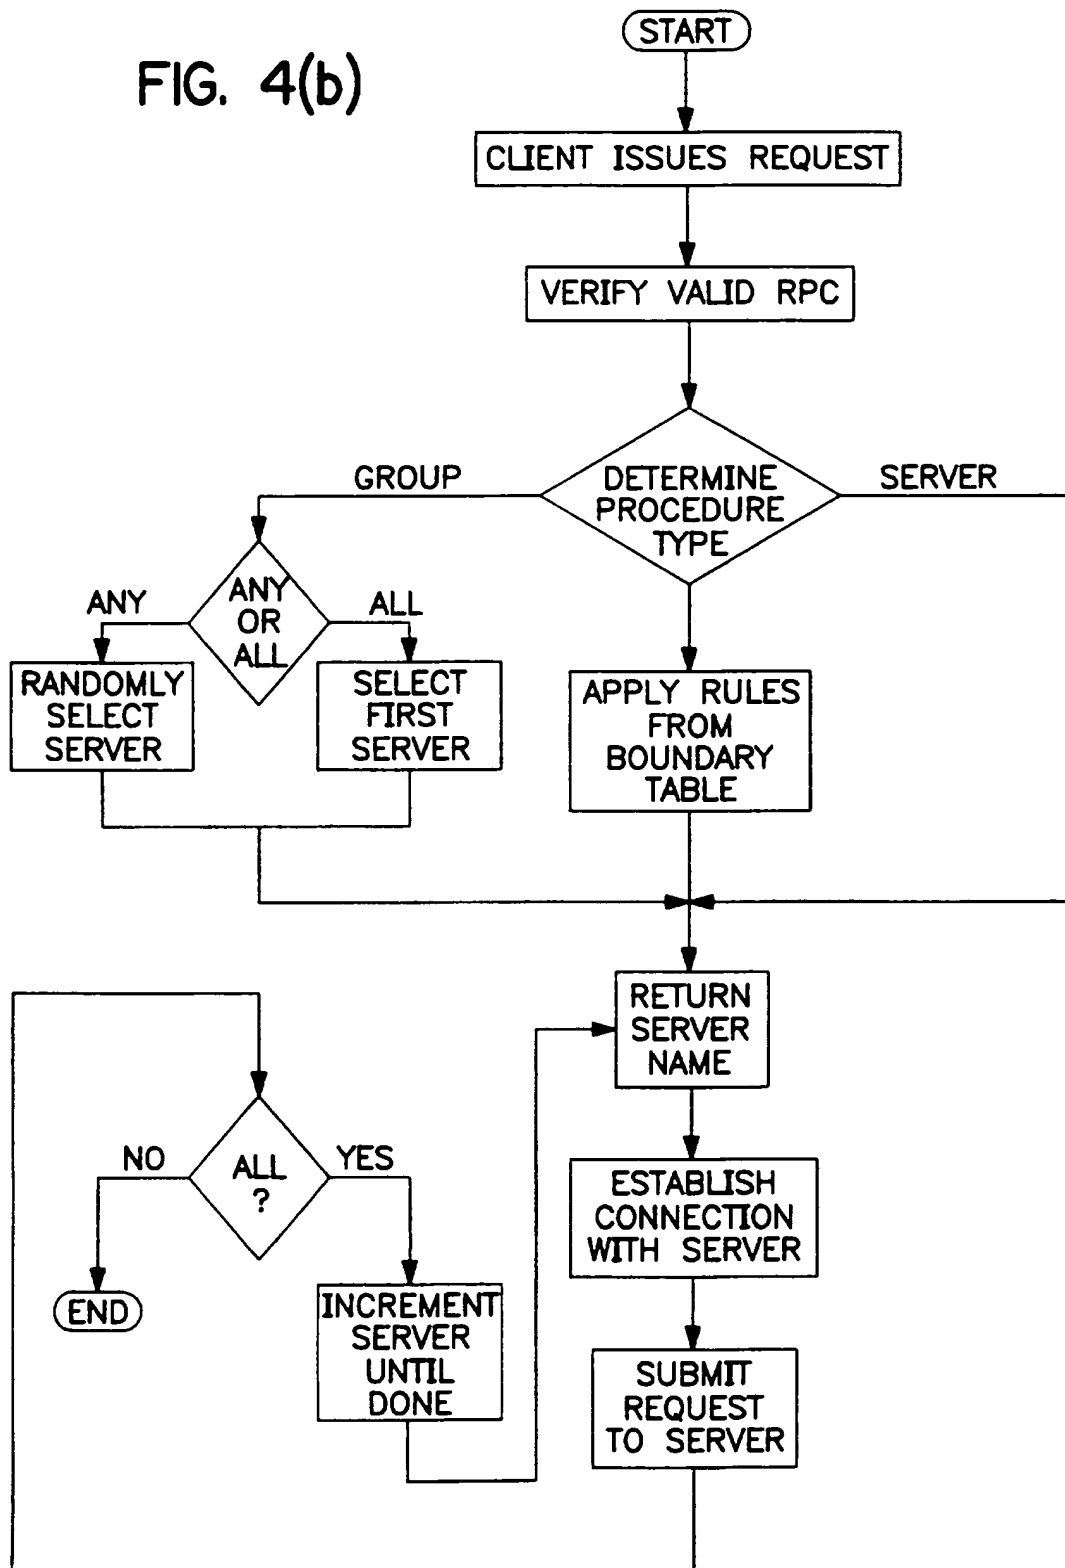 START
FIG. 4(b)
CLIENT ISSUES REQUEST
VERIFY VALID RPC
GROUP
DETERMINE
PROCEDURE
TYPE
SERVER
ANY
ANY
OR
ALL
ALL
RANDOMLY
SELECT
SERVER
SELECT
FIRST
SERVER
APPLY RULES
FROM
BOUNDARY
TABLE
RETURN
SERVER
NAME
NO
ALL
?
YES
ESTABLISH
CONNECTION
WITH SERVER
END
INCREMENT
SERVER
UNTIL
DONE
SUBMIT
REQUEST
TO SERVER